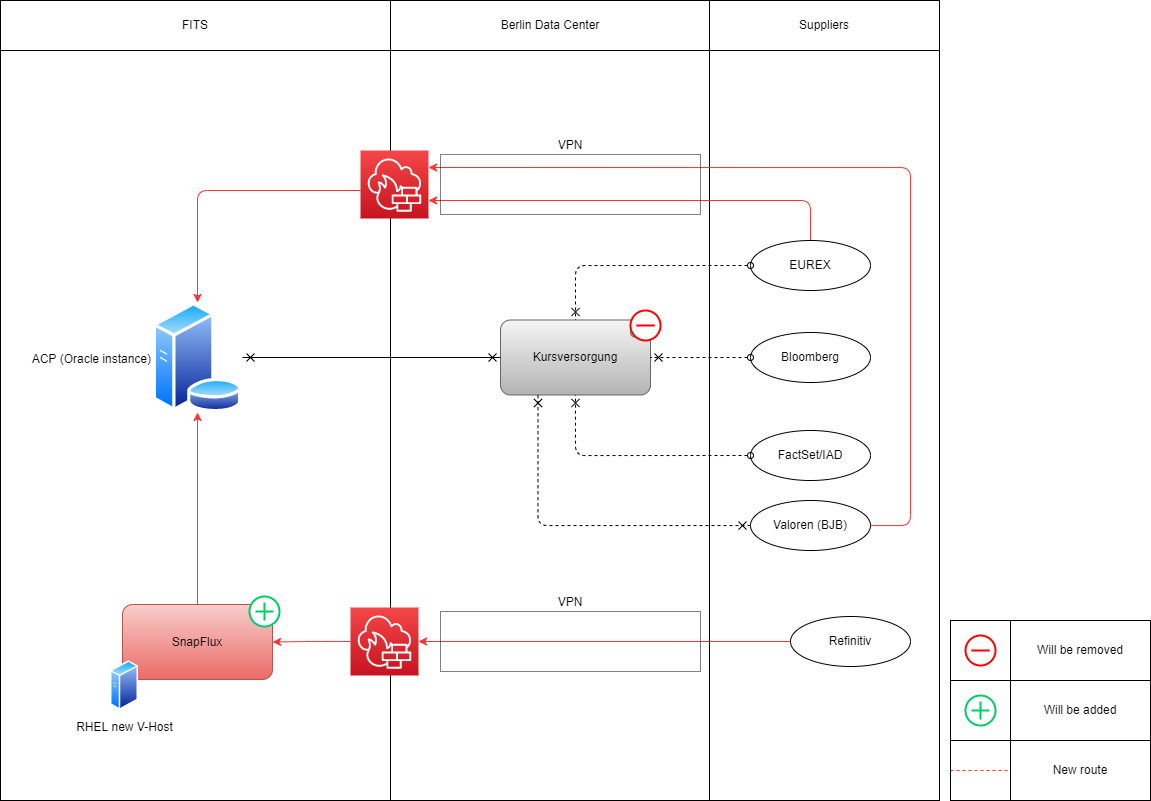 FITS
Berlin Data Center
Suppliers
VPN
EUREX
ACP (Oracle instance)
Kursversorgung
Bloomberg
FactSet/IAD
Valoren (BJB)
VPN
SnapFlux
Refinitiv
RHEL new V-Host
Will be removed
Will be added
New route